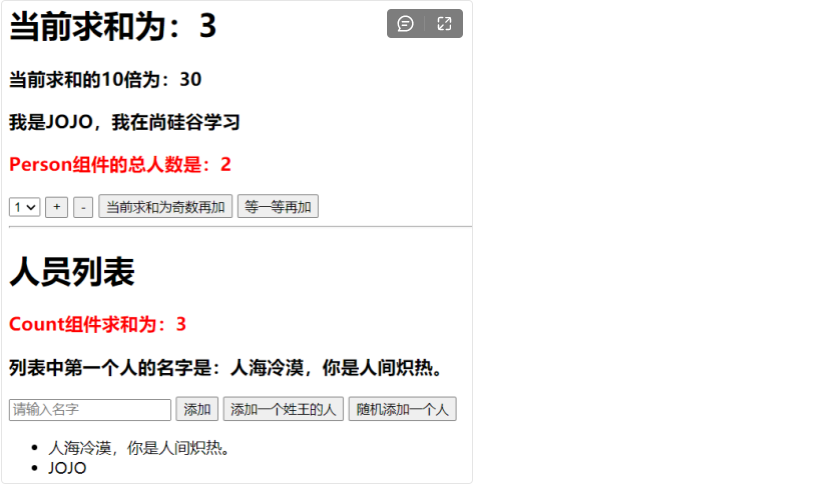 当前求和为：3
当前求和的10倍为：30
我是JOJO，我在尚硅谷学习
Person组件的总人数是：2
1 + - 当前求和为奇数再加 等一等再加
人员列表
Count组件求和为：3
列表中第一个人的名字是：人海冷漠，你是人间炽热。
请输入名字 添加 添加一个姓王的人 随机添加一个人
人海冷漠，你是人间炽热。
JOJO